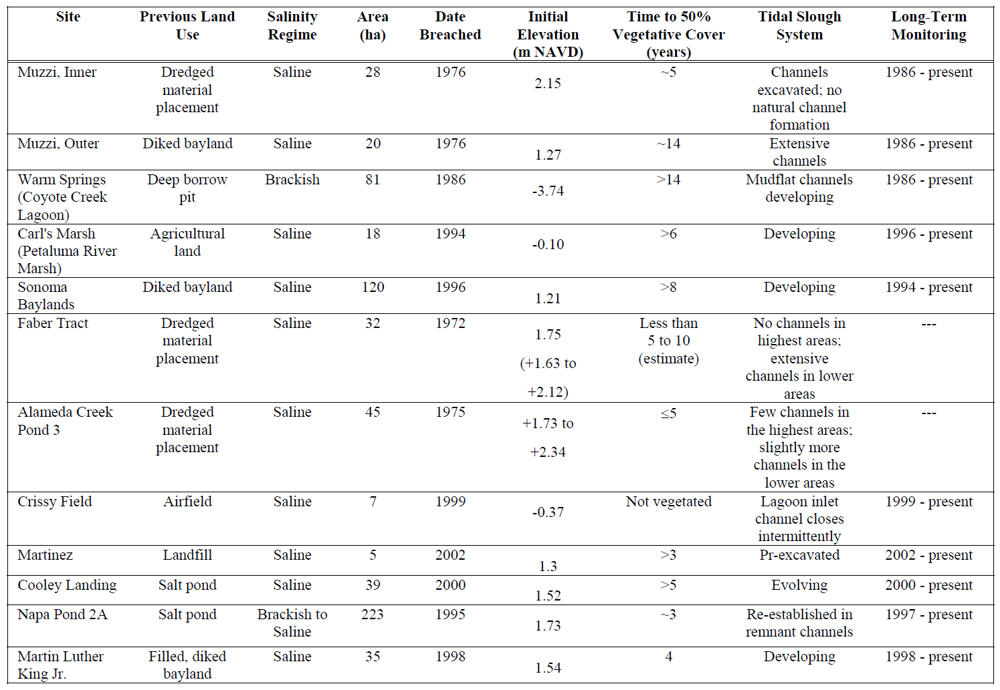 Site Previous Land Use Salinity Regime Area (ha) Date Breached Initial Elevation (m NAVD) Time to 50% Vegetative Cover (years) Tidal Slough System Long-Term Monitoring
Muzzi, Inner Dredged material placement Saline 28 1976 2.15 ~5 Channels excavated; no natural channel formation 1986 - present
Muzzi, Outer Diked bayland Saline 20 1976 1.27 ~14 Extensive channels 1986 - present
Warm Springs (Coyote Creek Lagoon) Deep borrow pit Brackish 81 1986 -3.74 >14 Mudflat channels developing 1986 - present
Carl's Marsh (Petaluma River Marsh) Agricultural land Saline 18 1994 -0.10 >6 Developing 1996 - present
Sonoma Baylands Diked bayland Saline 120 1996 1.21 >8 Developing 1994 - present
Faber Tract Dredged material placement Saline 32 1972 1.75 (+1.63 to +2.12) Less than 5 to 10 (estimate) No channels in highest areas; extensive channels in lower areas ---
Alameda Creek Pond 3 Dredged material placement Saline 45 1975 +1.73 to +2.34 ≤5 Few channels in the highest areas; slightly more channels in the lower areas ---
Crissy Field Airfield Saline 7 1999 -0.37 Not vegetated Lagoon inlet channel closes intermittently 1999 - present
Martinez Landfill Saline 5 2002 1.3 >3 Pr-excavated 2002 - present
Cooley Landing Salt pond Saline 39 2000 1.52 >5 Evolving 2000 - present
Napa Pond 2A Salt pond Brackish to Saline 223 1995 1.73 ~3 Re-established in remnant channels 1997 - present
Martin Luther King Jr. Filled, diked bayland Saline 35 1998 1.54 4 Developing 1998 - present